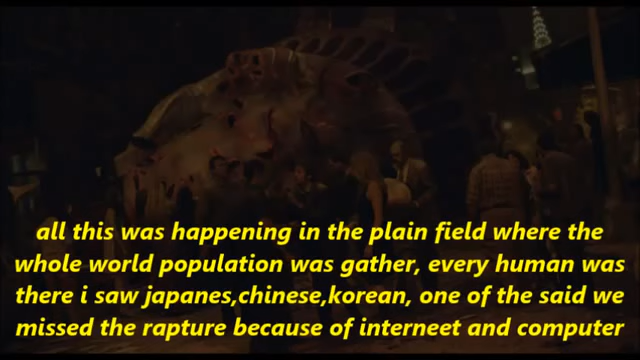 all this was happening in the plain field where the
whole world population was gather, every human was
there i saw japanes,chinese,korean, one of the said we
missed the rapture because of interneet and computer